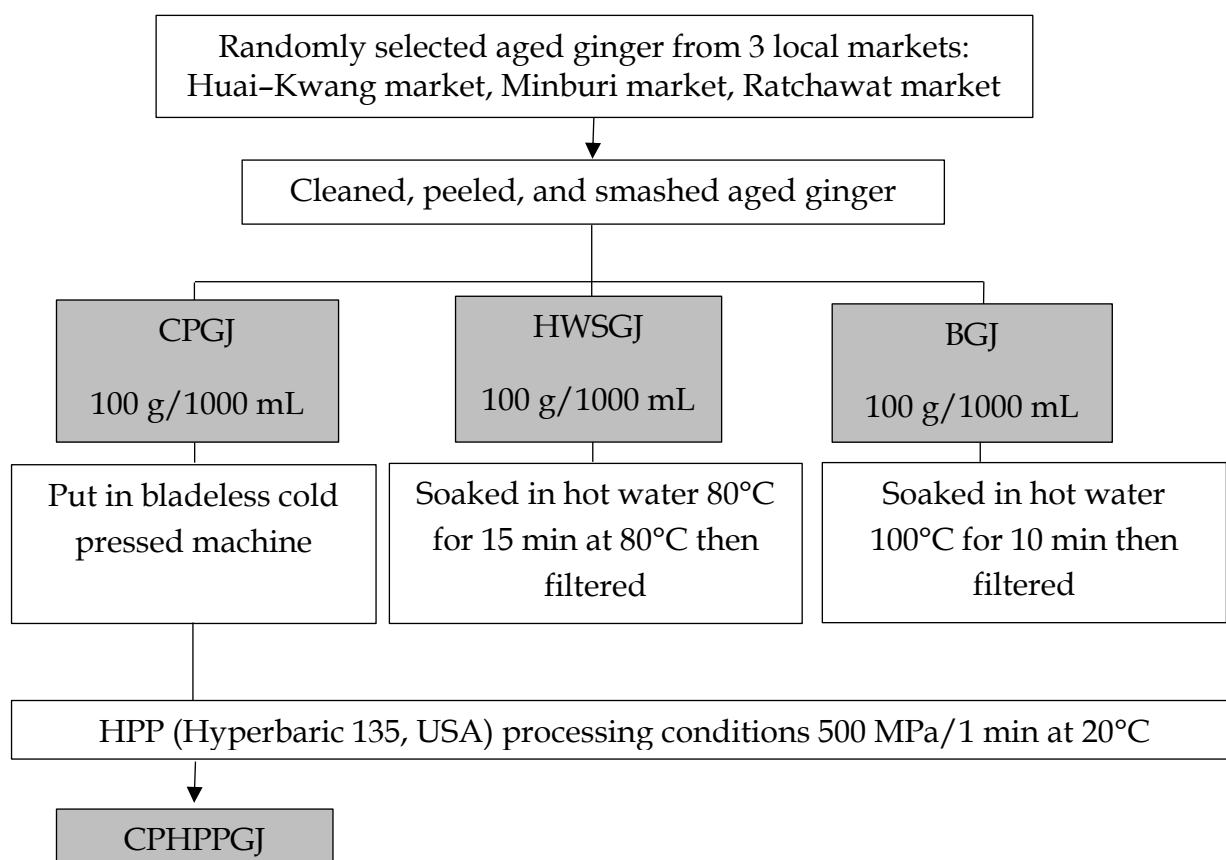 Randomly selected aged ginger from 3 local markets:
Huai–Kwang market, Minburi market, Ratchawat market
Cleaned, peeled, and smashed aged ginger
CPGJ
100 g/1000 mL
HWSGJ
100 g/1000 mL
BGJ
100 g/1000 mL
Put in bladeless cold
pressed machine
Soaked in hot water 80°C
for 15 min at 80°C then
filtered
Soaked in hot water
100°C for 10 min then
filtered
HPP (Hyperbaric 135, USA) processing conditions 500 MPa/1 min at 20°C
CPHPPGJ